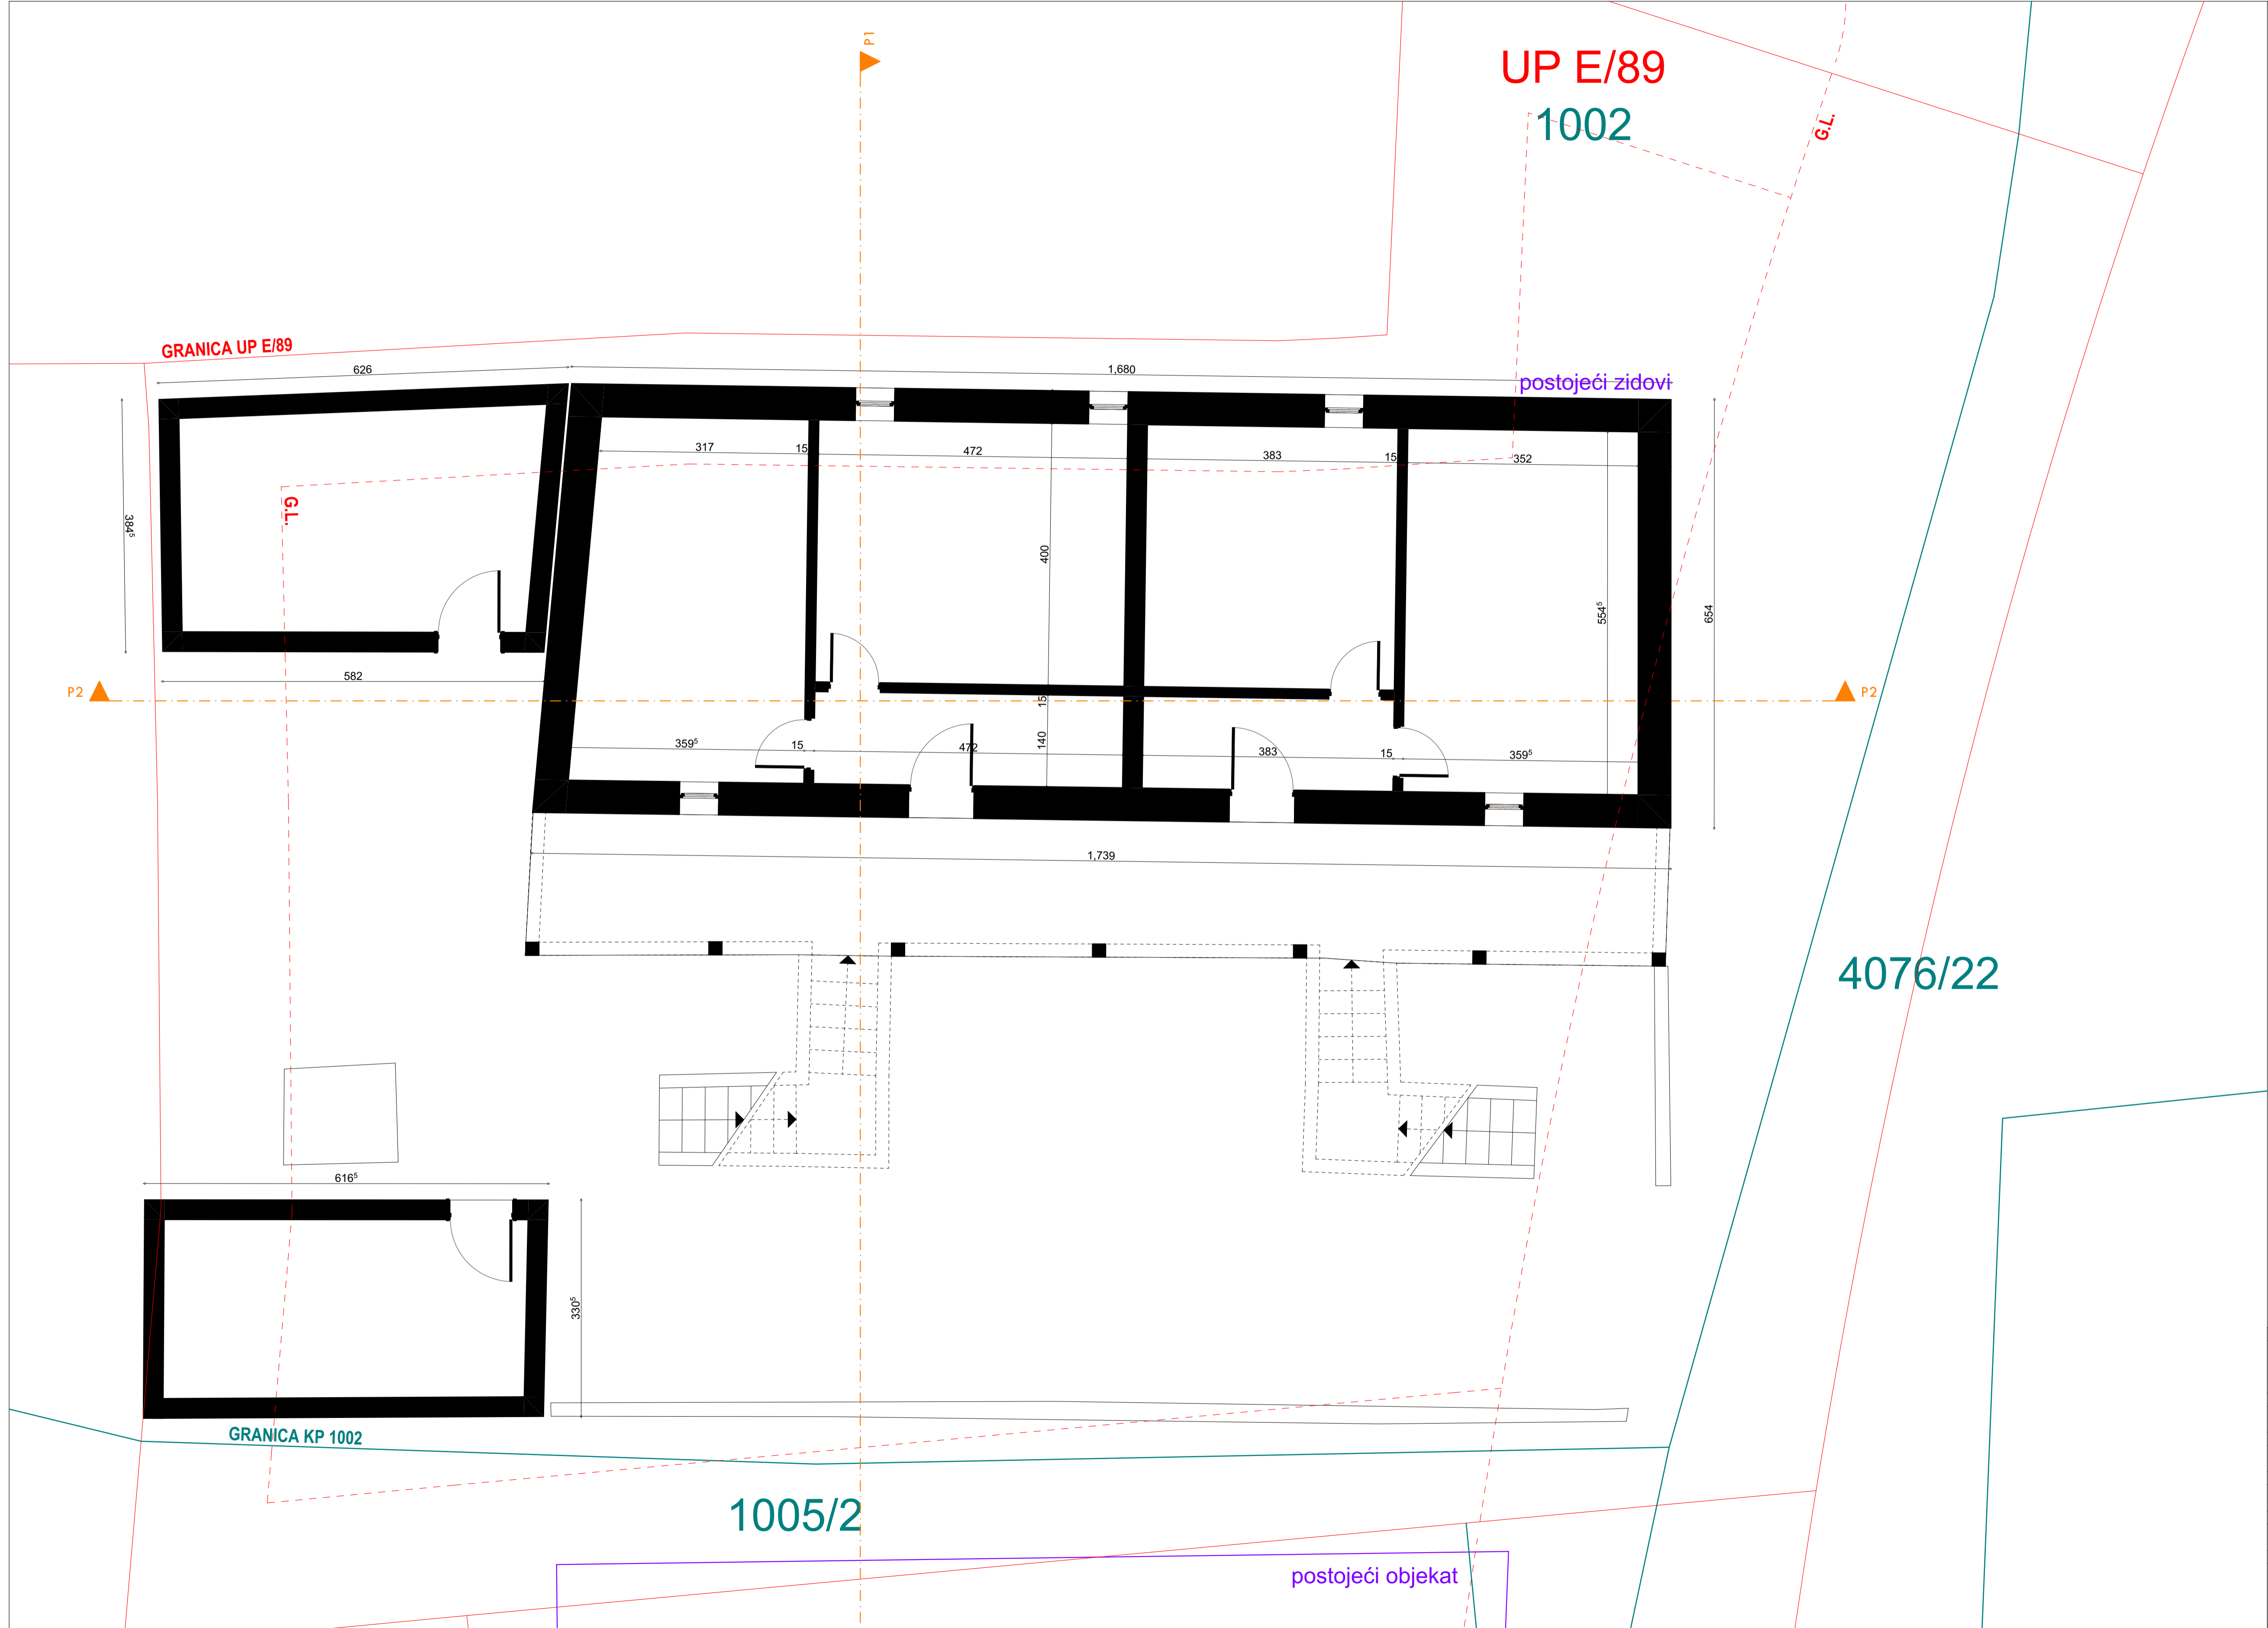 P1
UP E/89
1002
G.L.
GRANICA UP E/89
626
1,680
postojeći zidovi
317
15
472
383
15
352
G.L.
384⁵
400
554⁵
654
582
P2
P2
15
140
359⁵
15
472
383
15
359⁵
1,739
4076/22
616⁵
330⁵
GRANICA KP 1002
1005/2
postojeći objekat